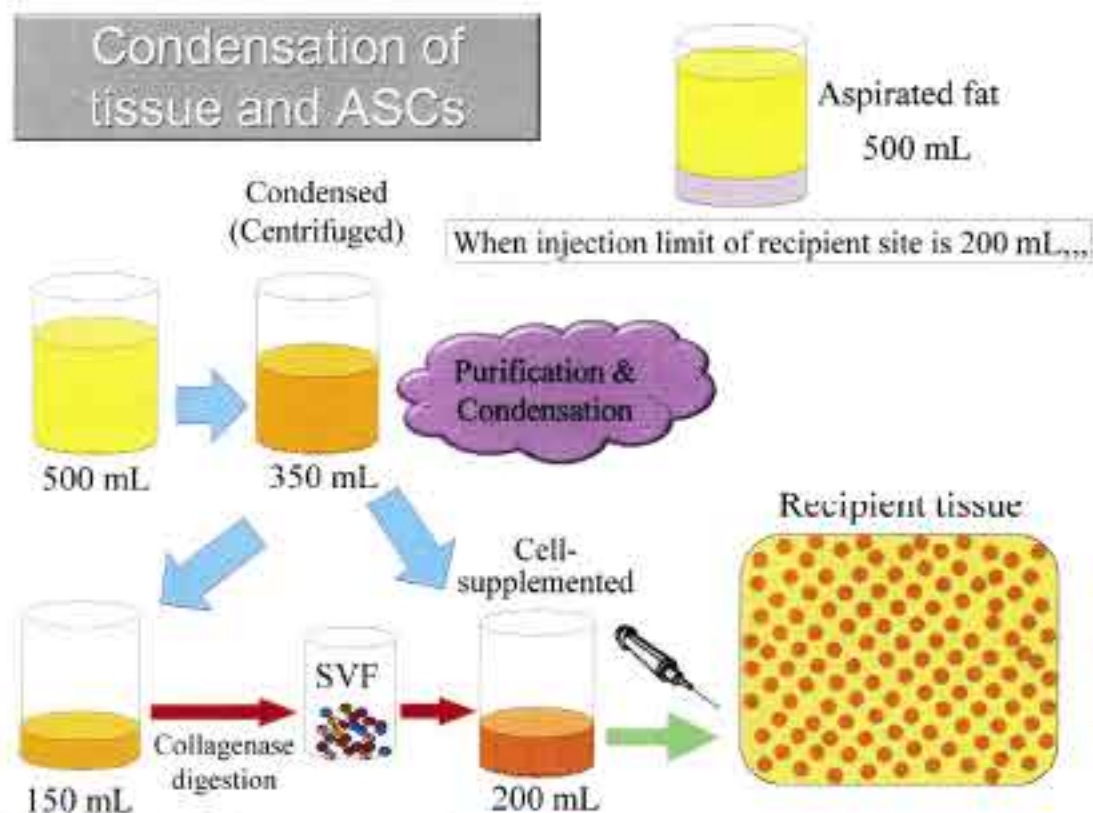 Condensation of
tissue and ASCs
Aspirated fat
500 mL
Condensed
(Centrifuged)
When injection limit of recipient site is 200 mL,,,
Purification &
Condensation
500 mL
350 mL
Recipient tissue
Cell-
supplemented
SVF
Collagenase
digestion
150 mL
200 mL